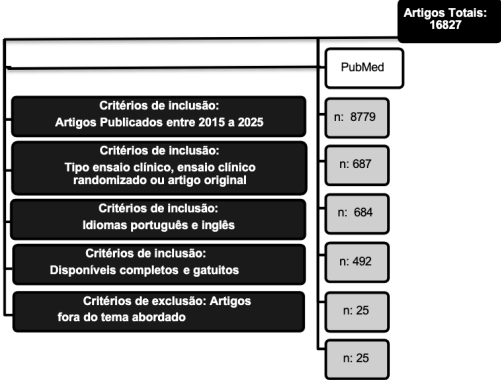 Artigos Totais:
16827
PubMed
Critérios de inclusão:
Artigos Publicados entre 2015 a 2025
n: 8779
Critérios de inclusão:
Tipo ensaio clínico, ensaio clínico
randomizado ou artigo original
n: 687
Critérios de inclusão:
Idiomas português e inglês
n: 684
Critérios de inclusão:
Disponíveis completos e gatuitos
n: 492
Critérios de exclusão: Artigos
fora do tema abordado
n: 25
n: 25